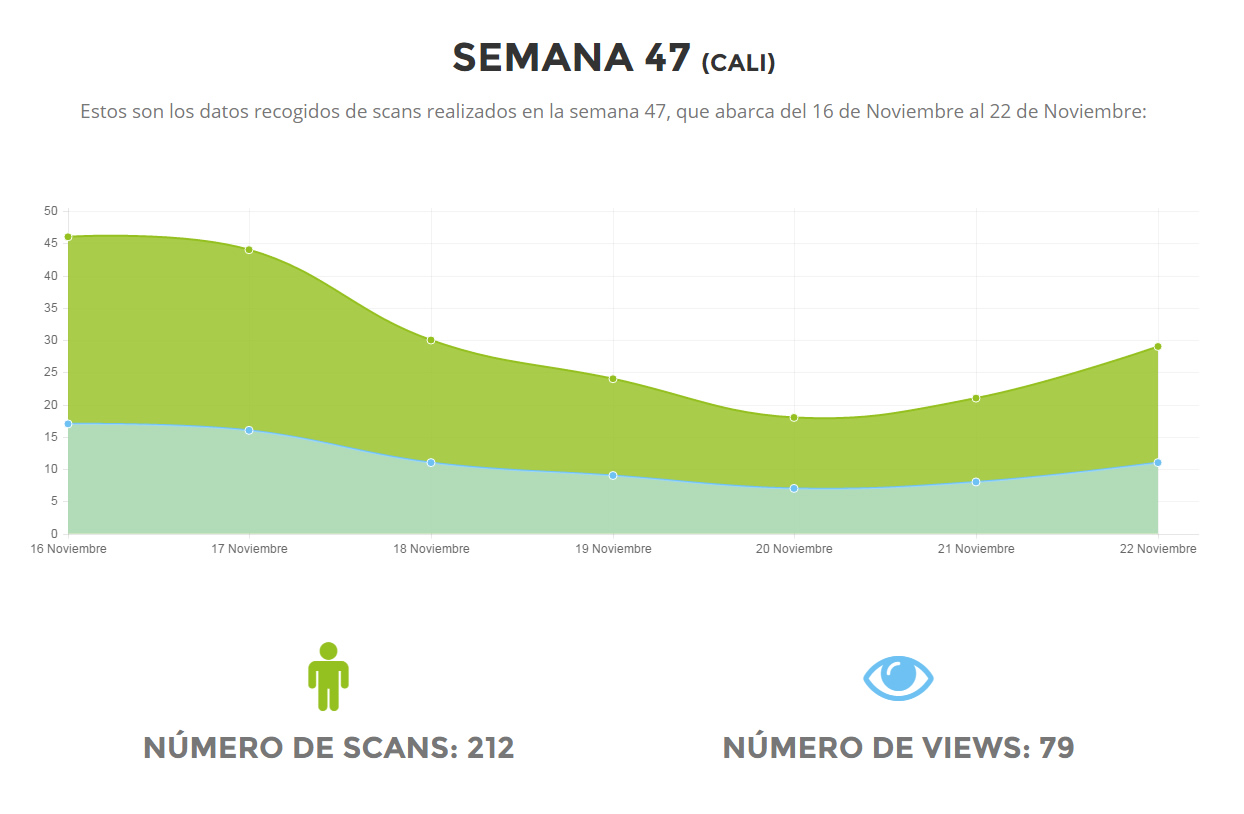 SEMANA 47 (CALI)
Estos son los datos recogidos de scans realizados en la semana 47, que abarca del 16 de Noviembre al 22 de Noviembre:
50
45
40
35
30
25
20
15
10
5
0
16 Noviembre 17 Noviembre 18 Noviembre 19 Noviembre 20 Noviembre 21 Noviembre 22 Noviembre
NÚMERO DE SCANS: 212 NÚMERO DE VIEWS: 79